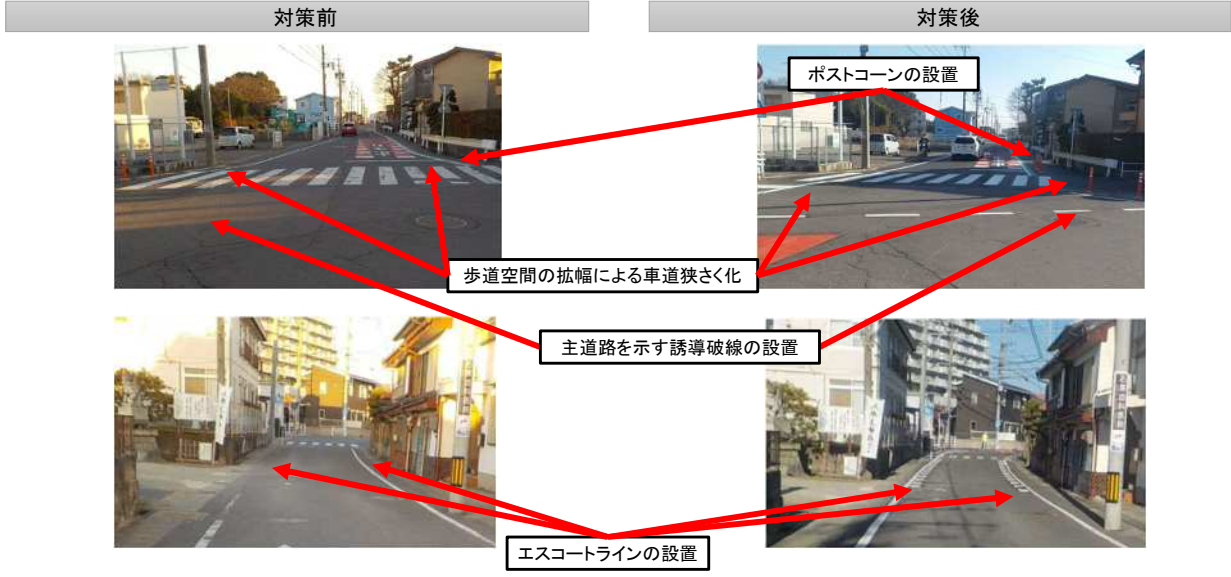 対策前
対策後
ポストコーンの設置
歩道空間の拡幅による車道狭さく化
主道路を示す誘導破線の設置
エスコートラインの設置